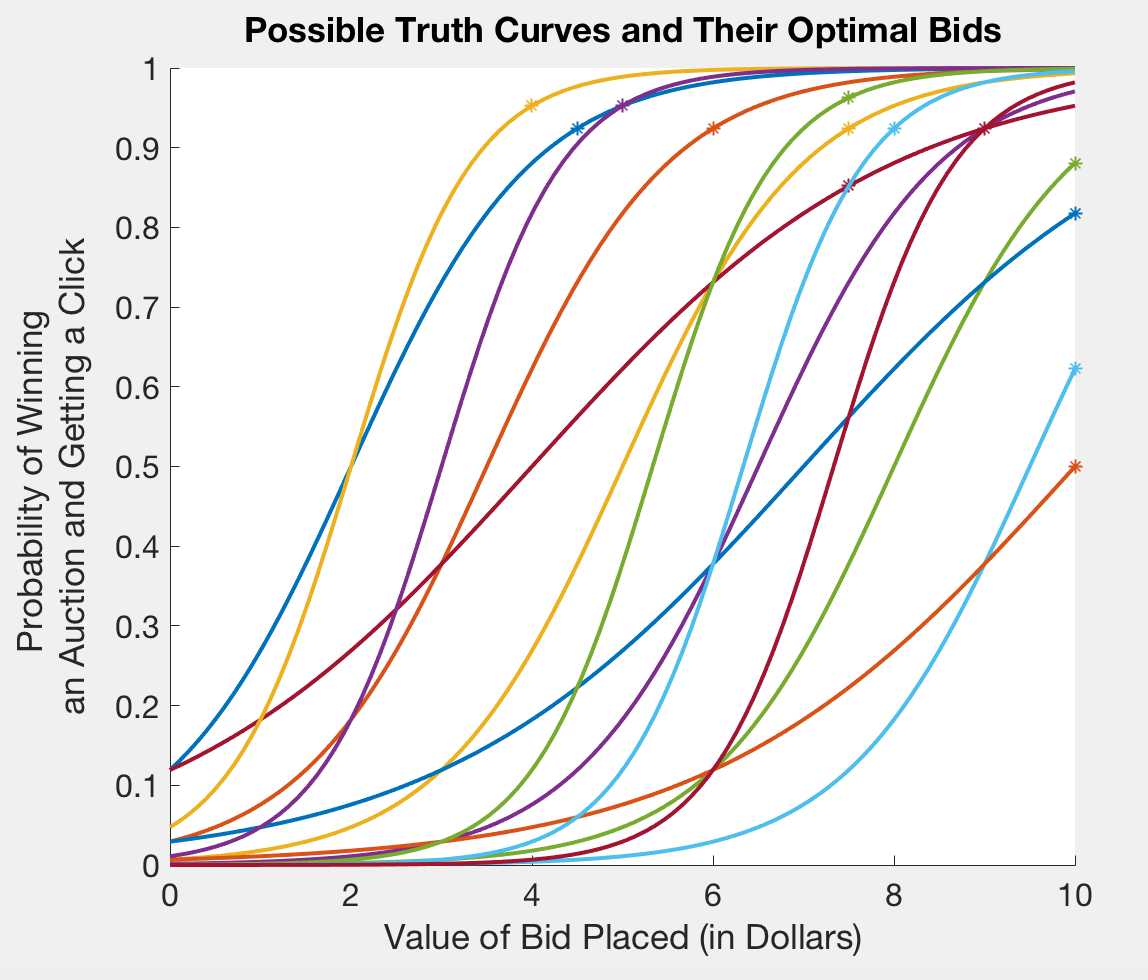 Possible Truth Curves and Their Optimal Bids
1
0.9
0.8
0.7
0.6
0.5
0.4
0.3
0.2
0.1
0
Probability of Winning
an Auction and Getting a Click
0 2 4 6 8 10
Value of Bid Placed (in Dollars)